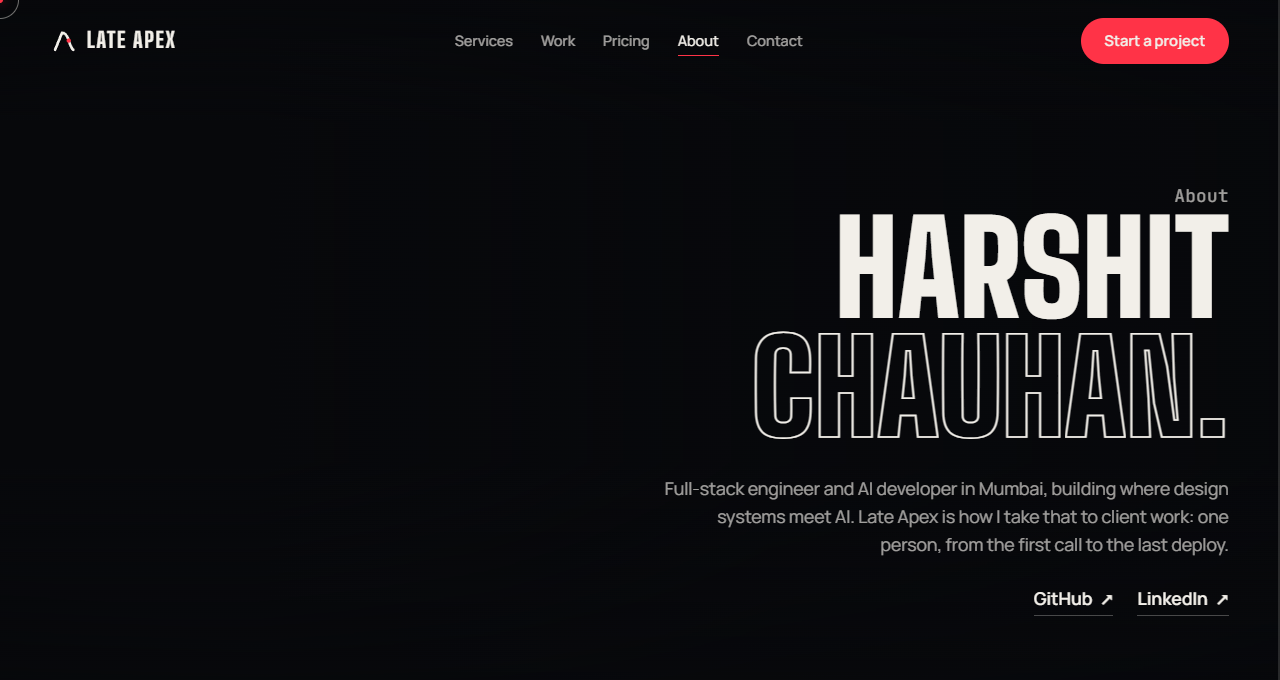 LATE APEX
Services
Work
Pricing
About
Contact
Start a project
About
HARSHIT
CHAUHAN.
Full-stack engineer and AI developer in Mumbai, building where design
systems meet AI. Late Apex is how I take that to client work: one
person, from the first call to the last deploy.
GitHub ↗
LinkedIn ↗